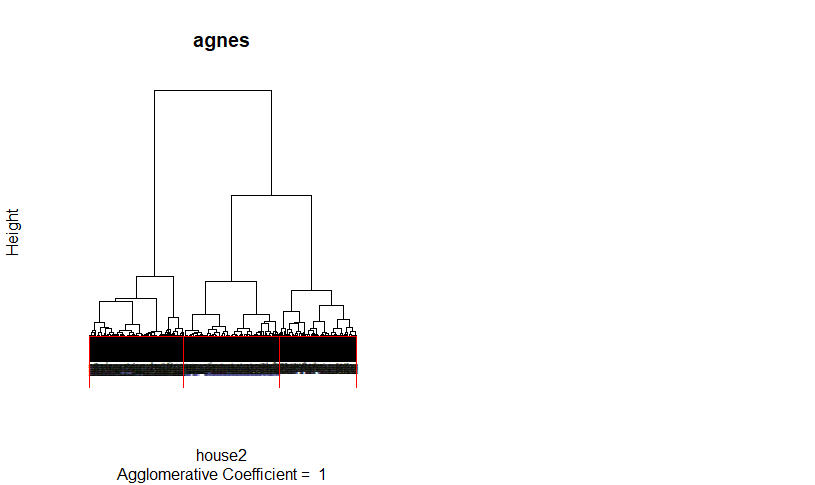 agnes
Height
house2
Agglomerative Coefficient = 1